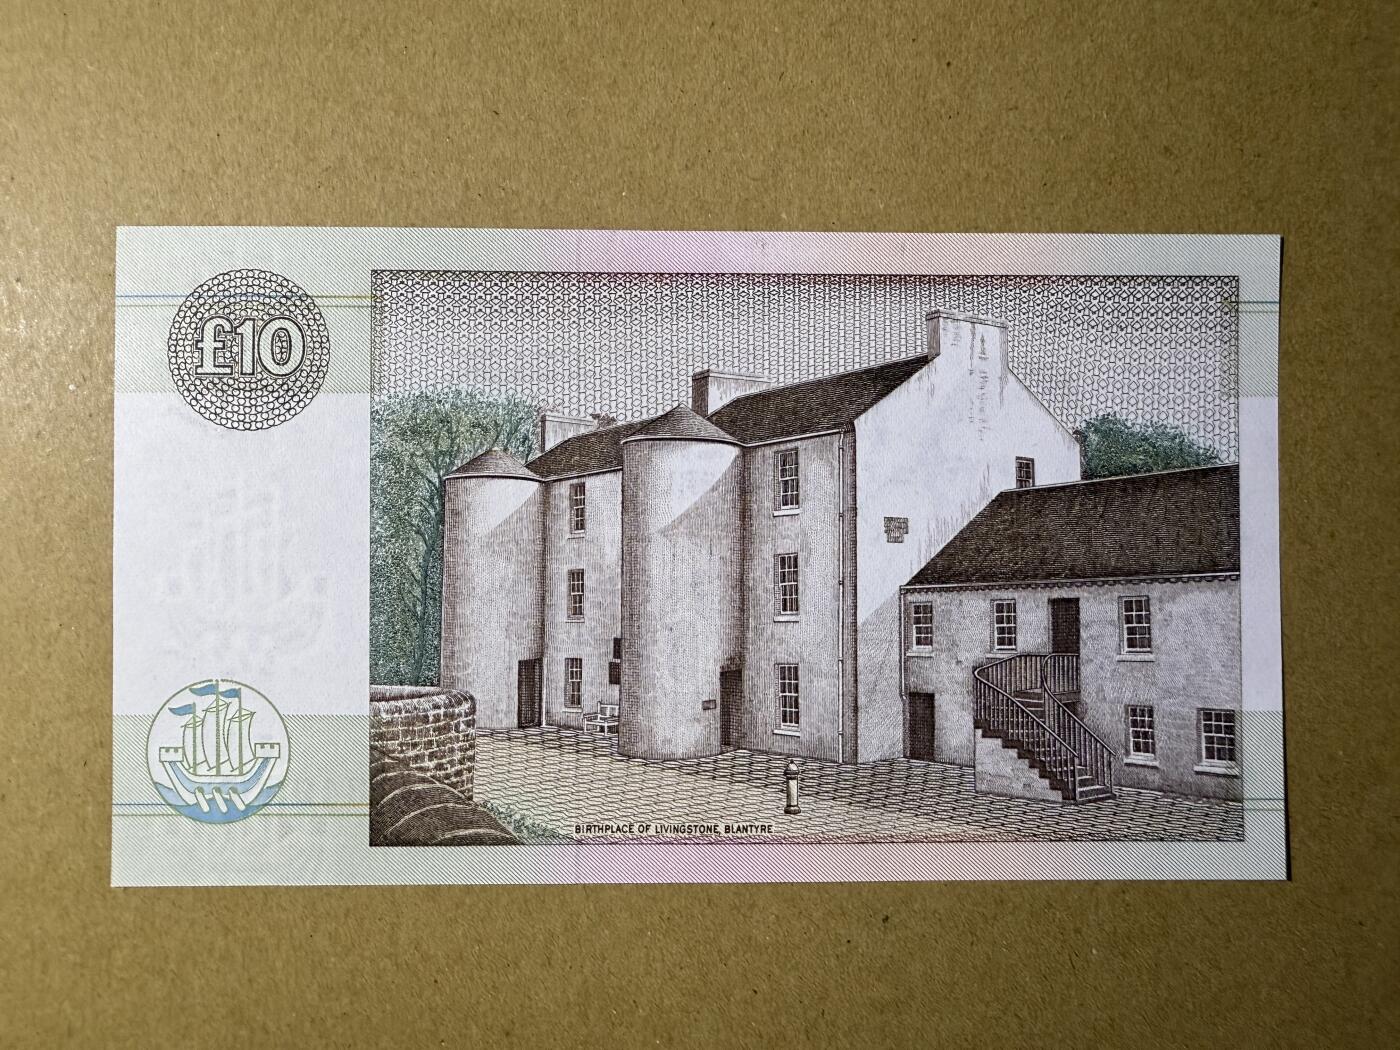 £10
BIRTHPLACE OF LIVINGSTONE, BLANTYRE